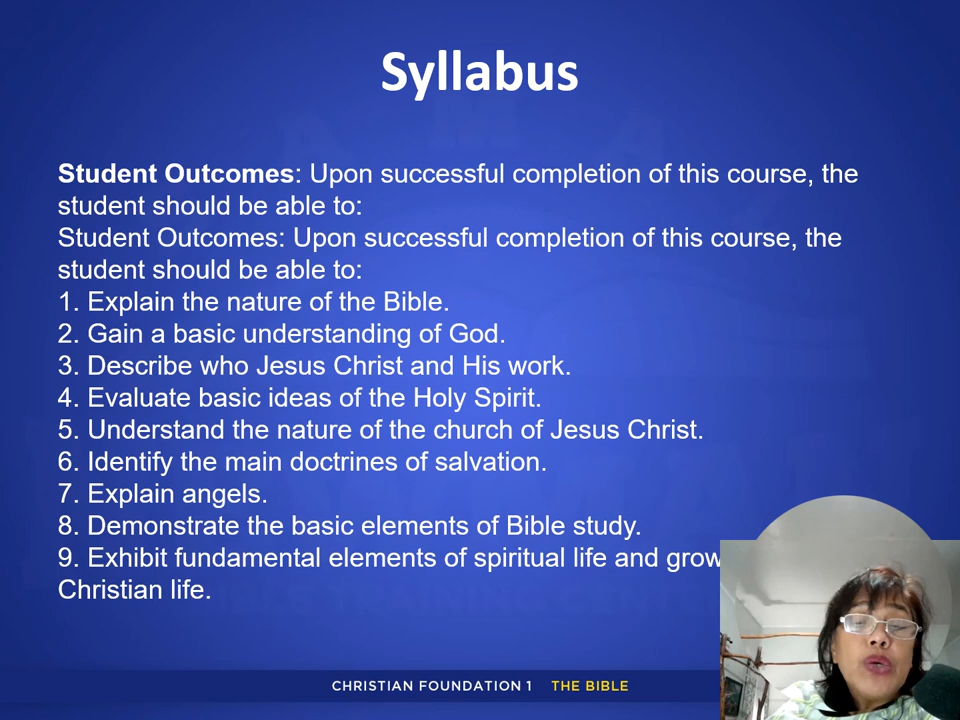 Syllabus
Student Outcomes: Upon successful completion of this course, the
student should be able to:
Student Outcomes: Upon successful completion of this course, the
student should be able to:
1. Explain the nature of the Bible.
2. Gain a basic understanding of God.
3. Describe who Jesus Christ and His work.
4. Evaluate basic ideas of the Holy Spirit.
5. Understand the nature of the church of Jesus Christ.
6. Identify the main doctrines of salvation.
7. Explain angels.
8. Demonstrate the basic elements of Bible study.
9. Exhibit fundamental elements of spiritual life and
Christian life.
CHRISTIAN FOUNDATION 1 THE BIBLE